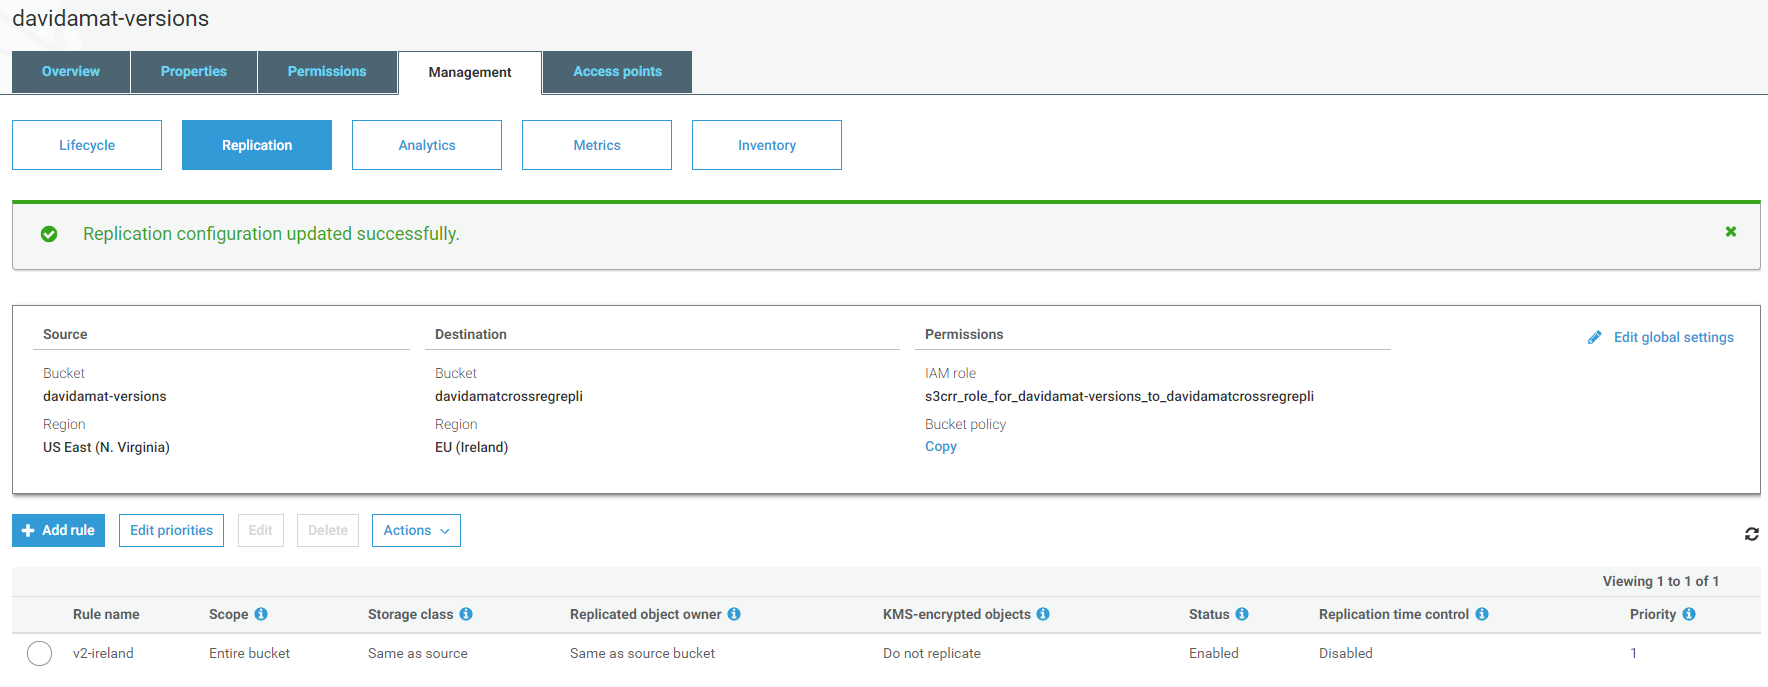 davidamat-versions
Overview Properties Permissions Management Access points
Lifecycle Replication Analytics Metrics Inventory
Replication configuration updated successfully.
Source Destination Permissions Edit global settings
Bucket Bucket IAM role
davidamat-versions davidamatcrossregrepli s3crr_role_for_davidamat-versions_to_davidamatcrossregrepli
Region Region Bucket policy
US East (N. Virginia) EU (Ireland) Copy
Add rule Edit priorities Edit Delete Actions
Viewing 1 to 1 of 1
Rule name Scope Storage class Replicated object owner KMS-encrypted objects Status Replication time control Priority
v2-ireland Entire bucket Same as source Same as source bucket Do not replicate Enabled Disabled 1